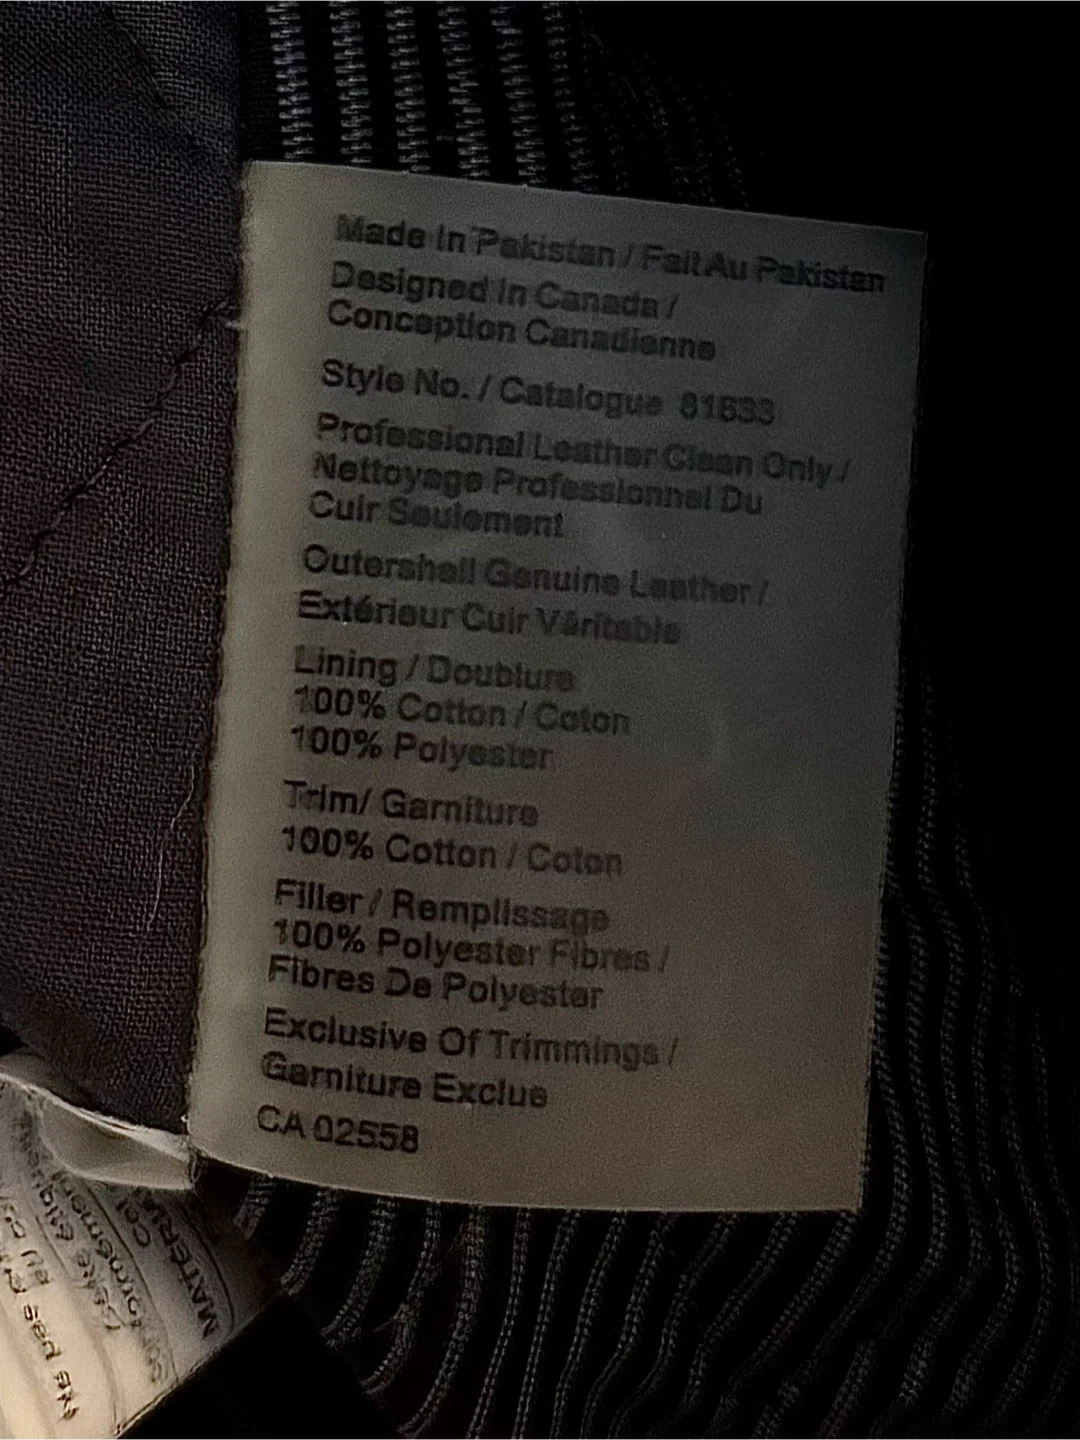 Made In Pakistan / Fait Au Pakistan
Designed In Canada /
Conception Canadienne
Style No. / Catalogue 81633
Professional Leather Clean Only /
Nettoyage Professionnel Du
Cuir Seulement
Outershell Genuine Leather /
Extérieur Cuir Véritable
Lining / Doublure
100% Cotton / Coton
100% Polyester
Trim/ Garniture
100% Cotton / Coton
Filler / Remplissage
100% Polyester Fibres /
Fibres De Polyester
Exclusive Of Trimmings /
Garniture Exclue
CA 02558
Ne pas
au